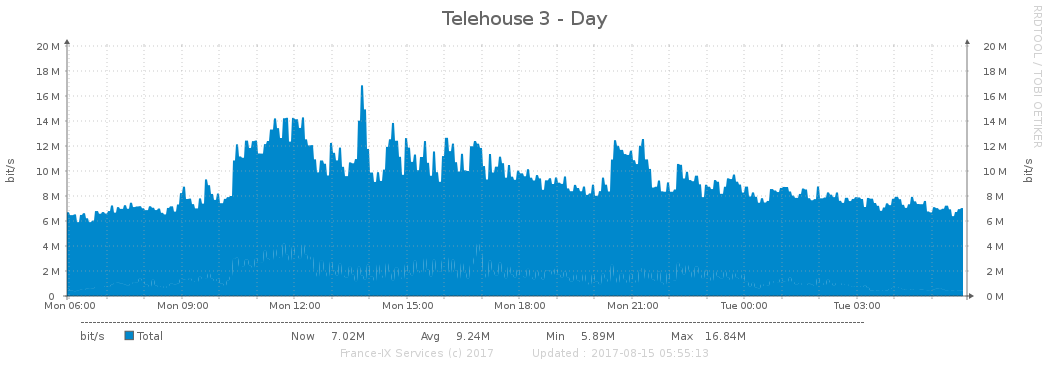 Telehouse 3 - Day
RRDTOOL / TOBI OETIKER
bit/s
20 M 20 M
18 M 18 M
16 M 16 M
14 M 14 M
12 M 12 M
10 M 10 M
8 M 8 M
6 M 6 M
4 M 4 M
2 M 2 M
0 0 M
bit/s
Mon 06:00 Mon 09:00 Mon 12:00 Mon 15:00 Mon 18:00 Mon 21:00 Tue 00:00 Tue 03:00
bit/s Total Now 7.02M Avg 9.24M Min 5.89M Max 16.84M
France-IX Services (c) 2017 Updated : 2017-08-15 05:55:13